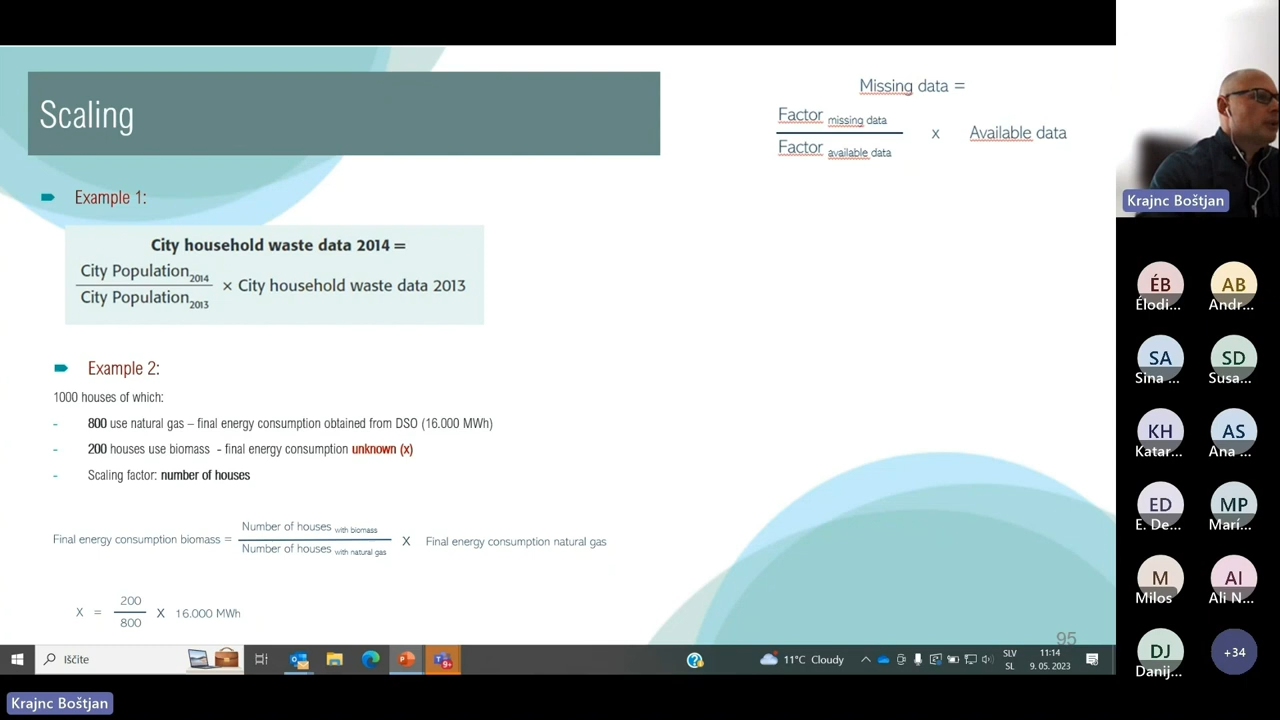 Scaling
Missing data =
Factor missing data
Factor available data
x
Available data
Example 1:
City household waste data 2014 =
City Population2014
City Population2013
× City household waste data 2013
Example 2:
1000 houses of which:
- 800 use natural gas – final energy consumption obtained from DSO (16.000 MWh)
- 200 houses use biomass - final energy consumption unknown (x)
- Scaling factor: number of houses
Final energy consumption biomass =
Number of houses with biomass
Number of houses with natural gas
X
Final energy consumption natural gas
X =
200
800
X 16.000 MWh
95
Krajnc Boštjan
ÉB
Élodi...
AB
Andr...
SA
Sina ...
SD
Susa...
KH
Katar...
AS
Ana ...
ED
E. De...
MP
Marí...
M
Milos
AI
Ali N...
DJ
Danij...
+34
Iščite
9+
11°C Cloudy
SLV
SL
11:14
9. 05. 2023
Krajnc Boštjan